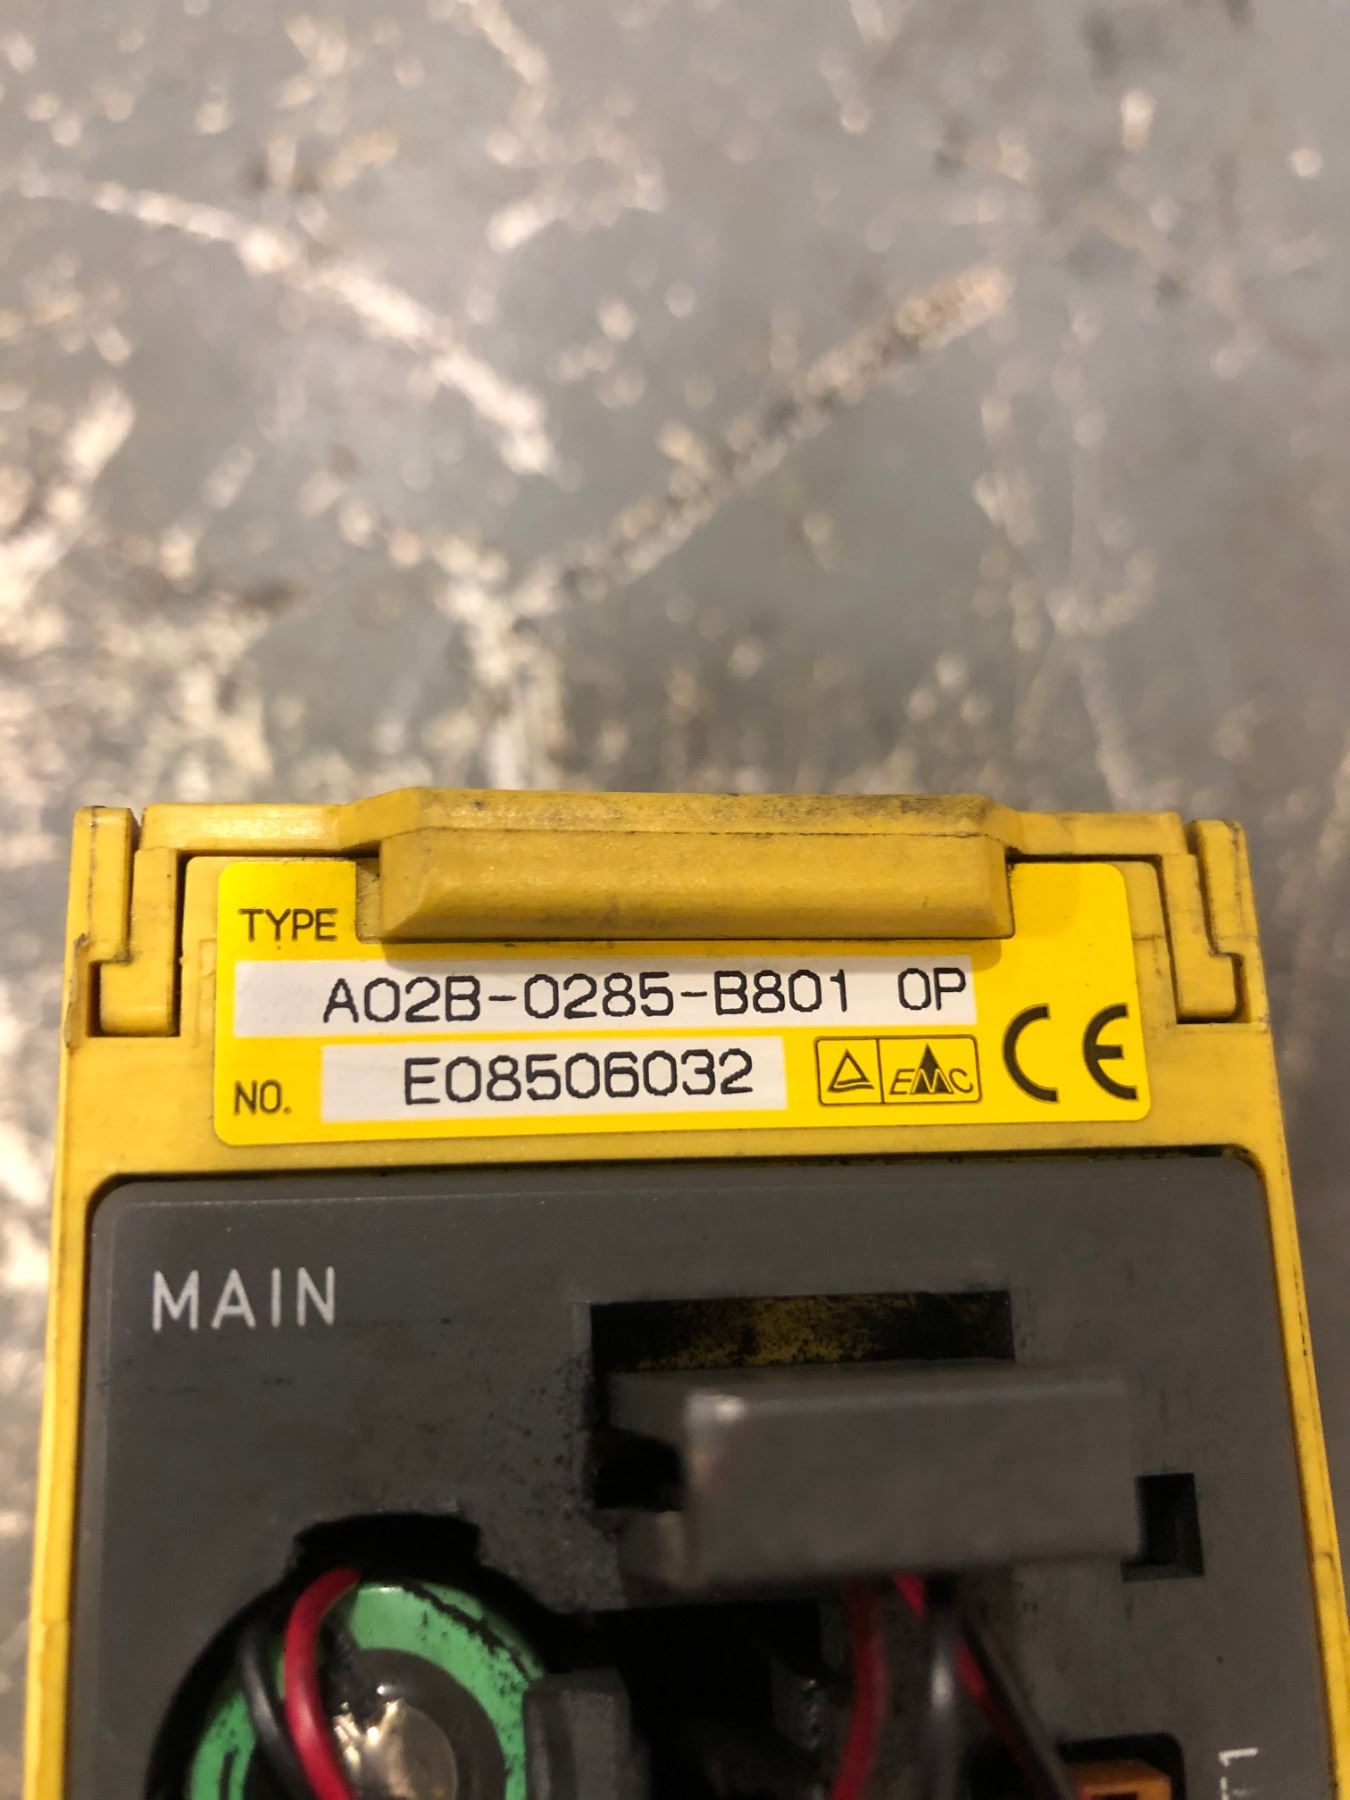 TYPE
A02B-0285-B801 0P
NO. E08506032
EMC CE
MAIN